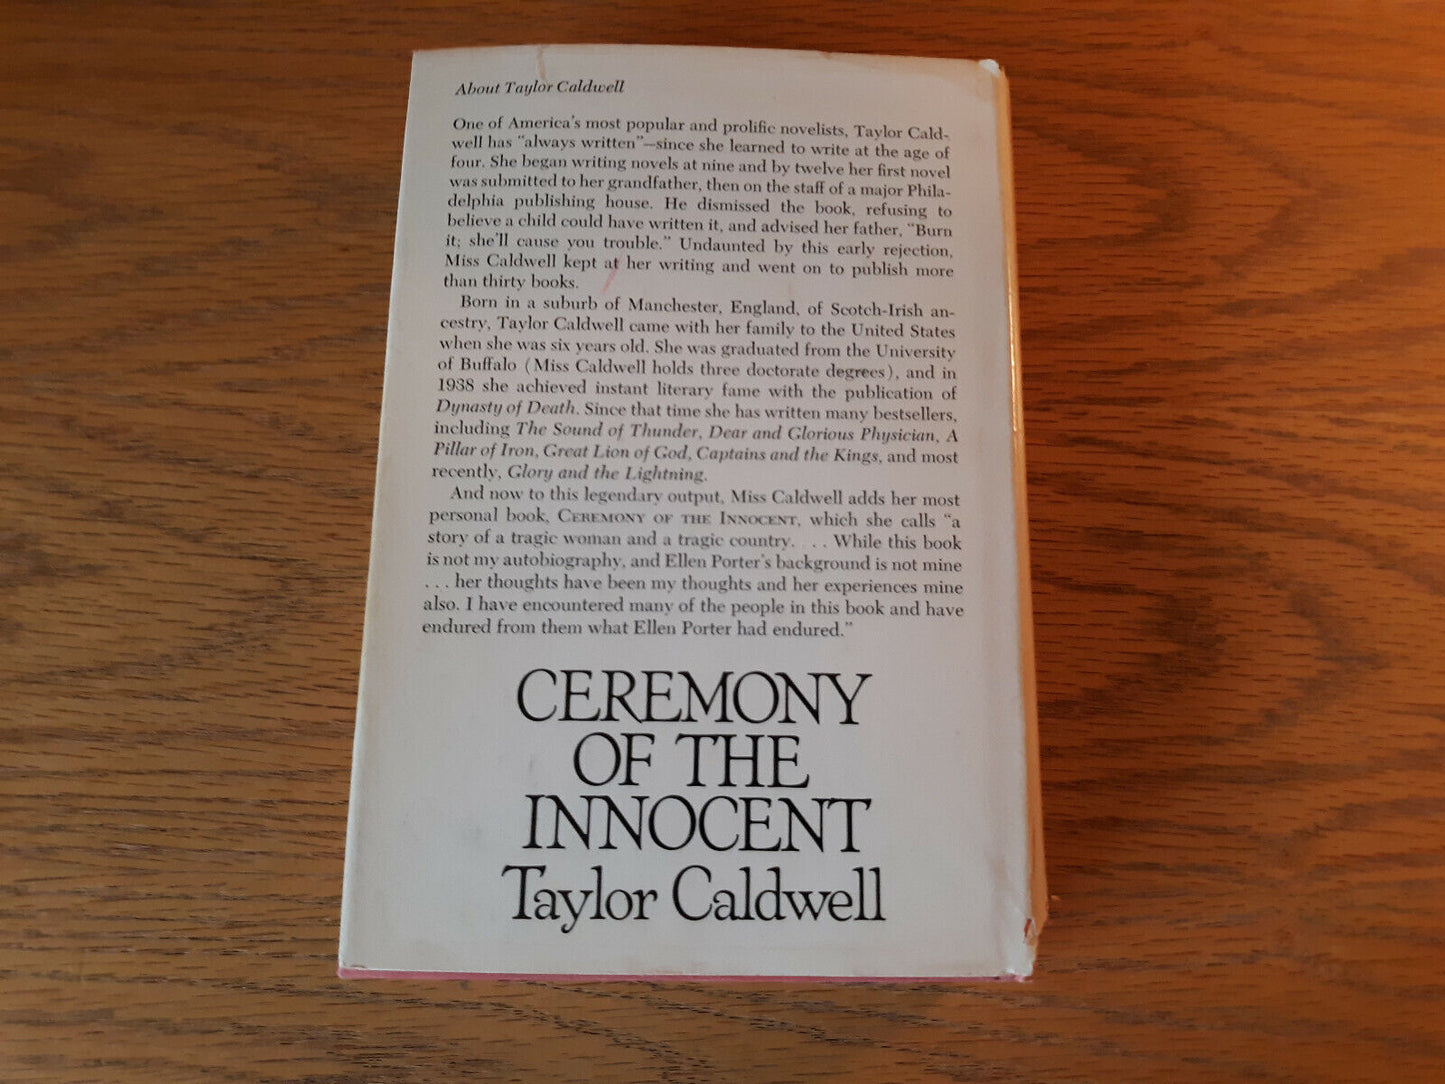 About Taylor Caldwell
One of America's most popular and prolific novelists, Taylor Cald-
well has "always written"—since she learned to write at the age of
four. She began writing novels at nine and by twelve her first novel
was submitted to her grandfather, then on the staff of a major Phila-
delphia publishing house. He dismissed the book, refusing to
believe a child could have written it, and advised her father, "Burn
it; she'll cause you trouble." Undaunted by this early rejection,
Miss Caldwell kept at her writing and went on to publish more
than thirty books.
Born in a suburb of Manchester, England, of Scotch-Irish an-
cestry, Taylor Caldwell came with her family to the United States
when she was six years old. She was graduated from the University
of Buffalo (Miss Caldwell holds three doctorate degrees), and in
1938 she achieved instant literary fame with the publication of
Dynasty of Death. Since that time she has written many bestsellers,
including The Sound of Thunder, Dear and Glorious Physician, A
Pillar of Iron, Great Lion of God, Captains and the Kings, and most
recently, Glory and the Lightning.
And now to this legendary output, Miss Caldwell adds her most
personal book, CEREMONY OF THE INNOCENT, which she calls "a
story of a tragic woman and a tragic country. . . . While this book
is not my autobiography, and Ellen Porter's background is not mine
. . . her thoughts have been my thoughts and her experiences mine
also. I have encountered many of the people in this book and have
endured from them what Ellen Porter had endured."
CEREMONY
OF THE
INNOCENT
Taylor Caldwell